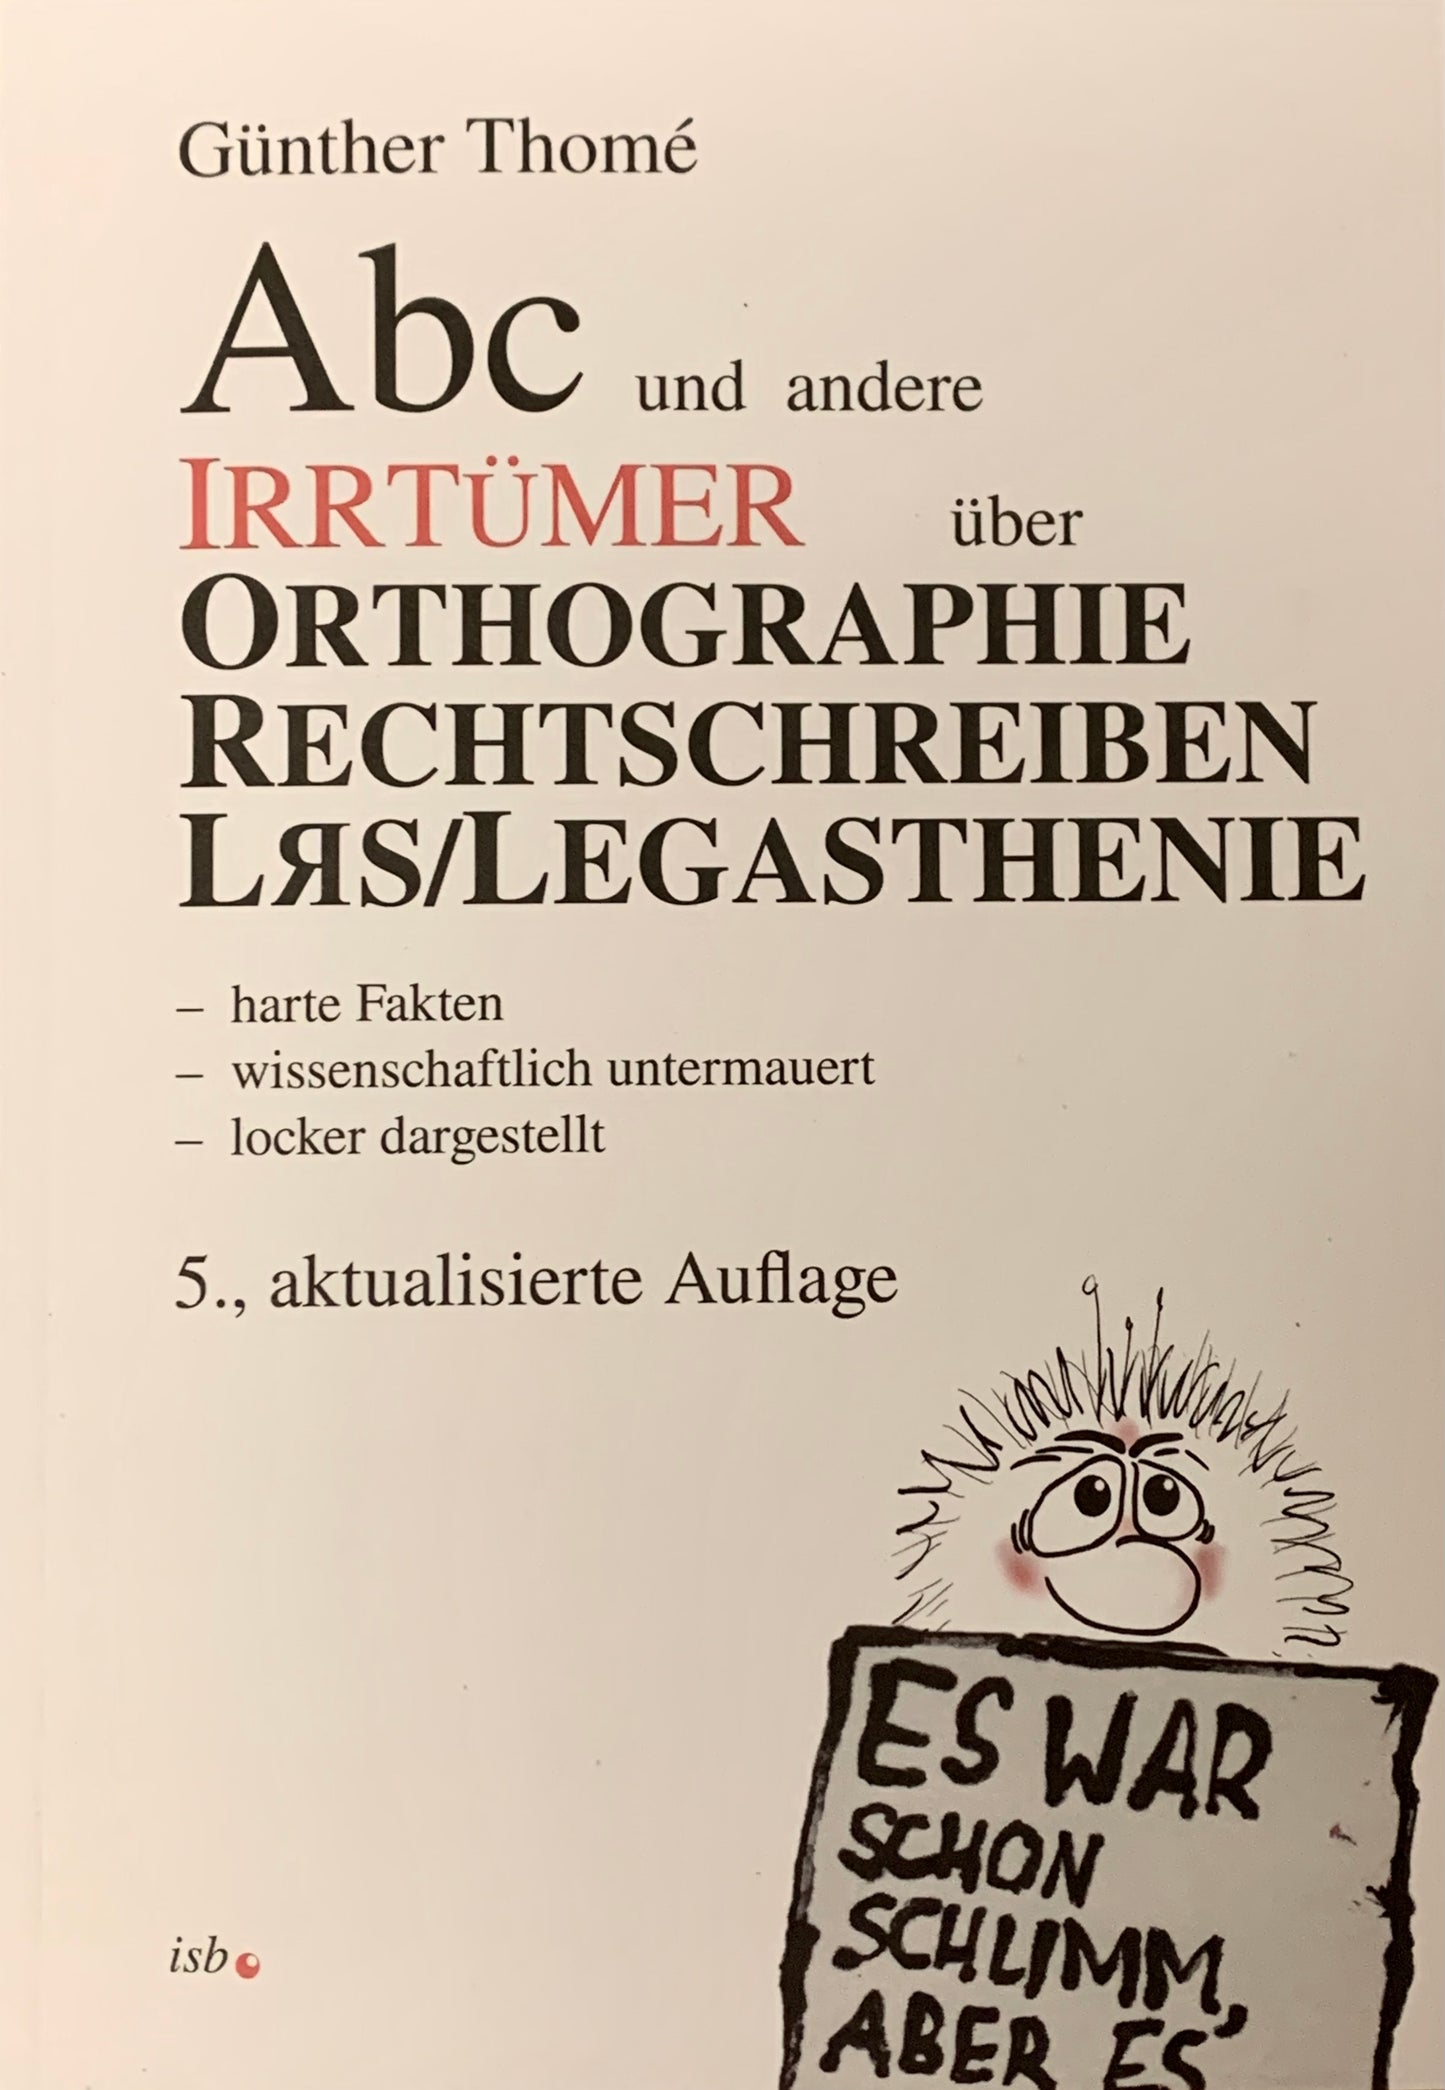 Günther Thomé
Abc und andere
IRRTÜMER über
ORTHOGRAPHIE
RECHTSCHREIBEN
LЯS/LEGASTHENIE
– harte Fakten
– wissenschaftlich untermauert
– locker dargestellt
5., aktualisierte Auflage
ES WAR
SCHON
SCHLIMM,
ABER ES
isb